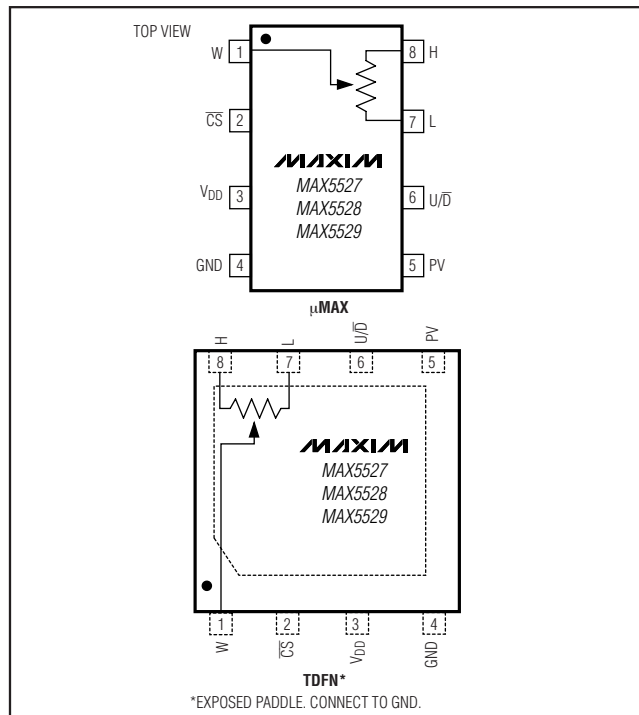 TOP VIEW
W 1
8 H
C̅S̅ 2
7 L
MAXIM
MAX5527
MAX5528
MAX5529
VDD 3
6 U/D̅
GND 4
5 PV
μMAX
H L U̅/D PV
8 7 6 5
MAXIM
MAX5527
MAX5528
MAX5529
1 2 3 4
W C̅S̅ VDD GND
TDFN*
*EXPOSED PADDLE. CONNECT TO GND.